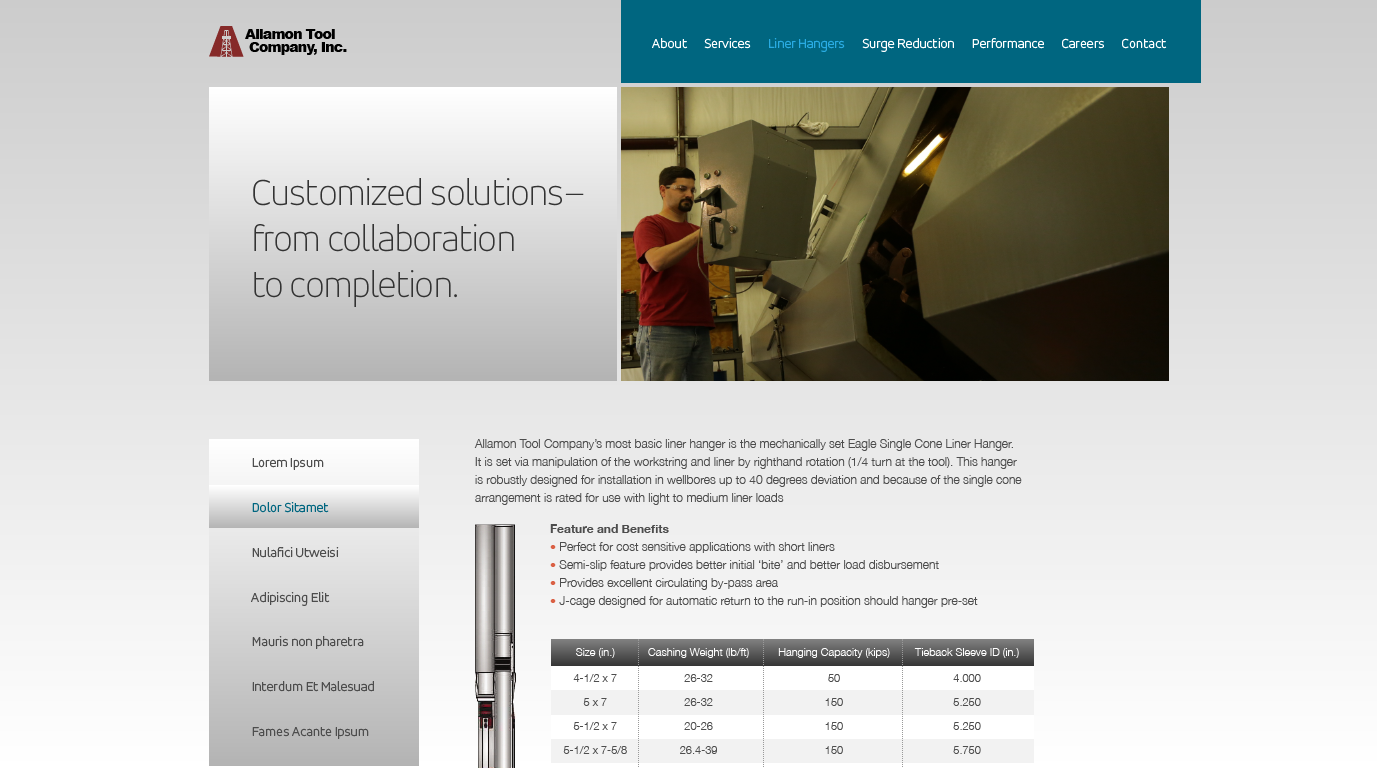 Allamon Tool
Company, Inc.
About Services Liner Hangers Surge Reduction Performance Careers Contact
Customized solutions–
from collaboration
to completion.
Lorem Ipsum
Dolor Sitamet
Nulafici Utweisi
Adipiscing Elit
Mauris non pharetra
Interdum Et Malesuad
Fames Acante Ipsum
Allamon Tool Company's most basic liner hanger is the mechanically set Eagle Single Cone Liner Hanger.
It is set via manipulation of the workstring and liner by righthand rotation (1/4 turn at the tool). This hanger
is robustly designed for installation in wellbores up to 40 degrees deviation and because of the single cone
arrangement is rated for use with light to medium liner loads
Feature and Benefits
• Perfect for cost sensitive applications with short liners
• Semi-slip feature provides better initial 'bite' and better load disbursement
• Provides excellent circulating by-pass area
• J-cage designed for automatic return to the run-in position should hanger pre-set
Size (in.) Cashing Weight (lb/ft) Hanging Capacity (kips) Tieback Sleeve ID (in.)
4-1/2 x 7 26-32 50 4.000
5 x 7 26-32 150 5.250
5-1/2 x 7 20-26 150 5.250
5-1/2 x 7-5/8 26.4-39 150 5.750